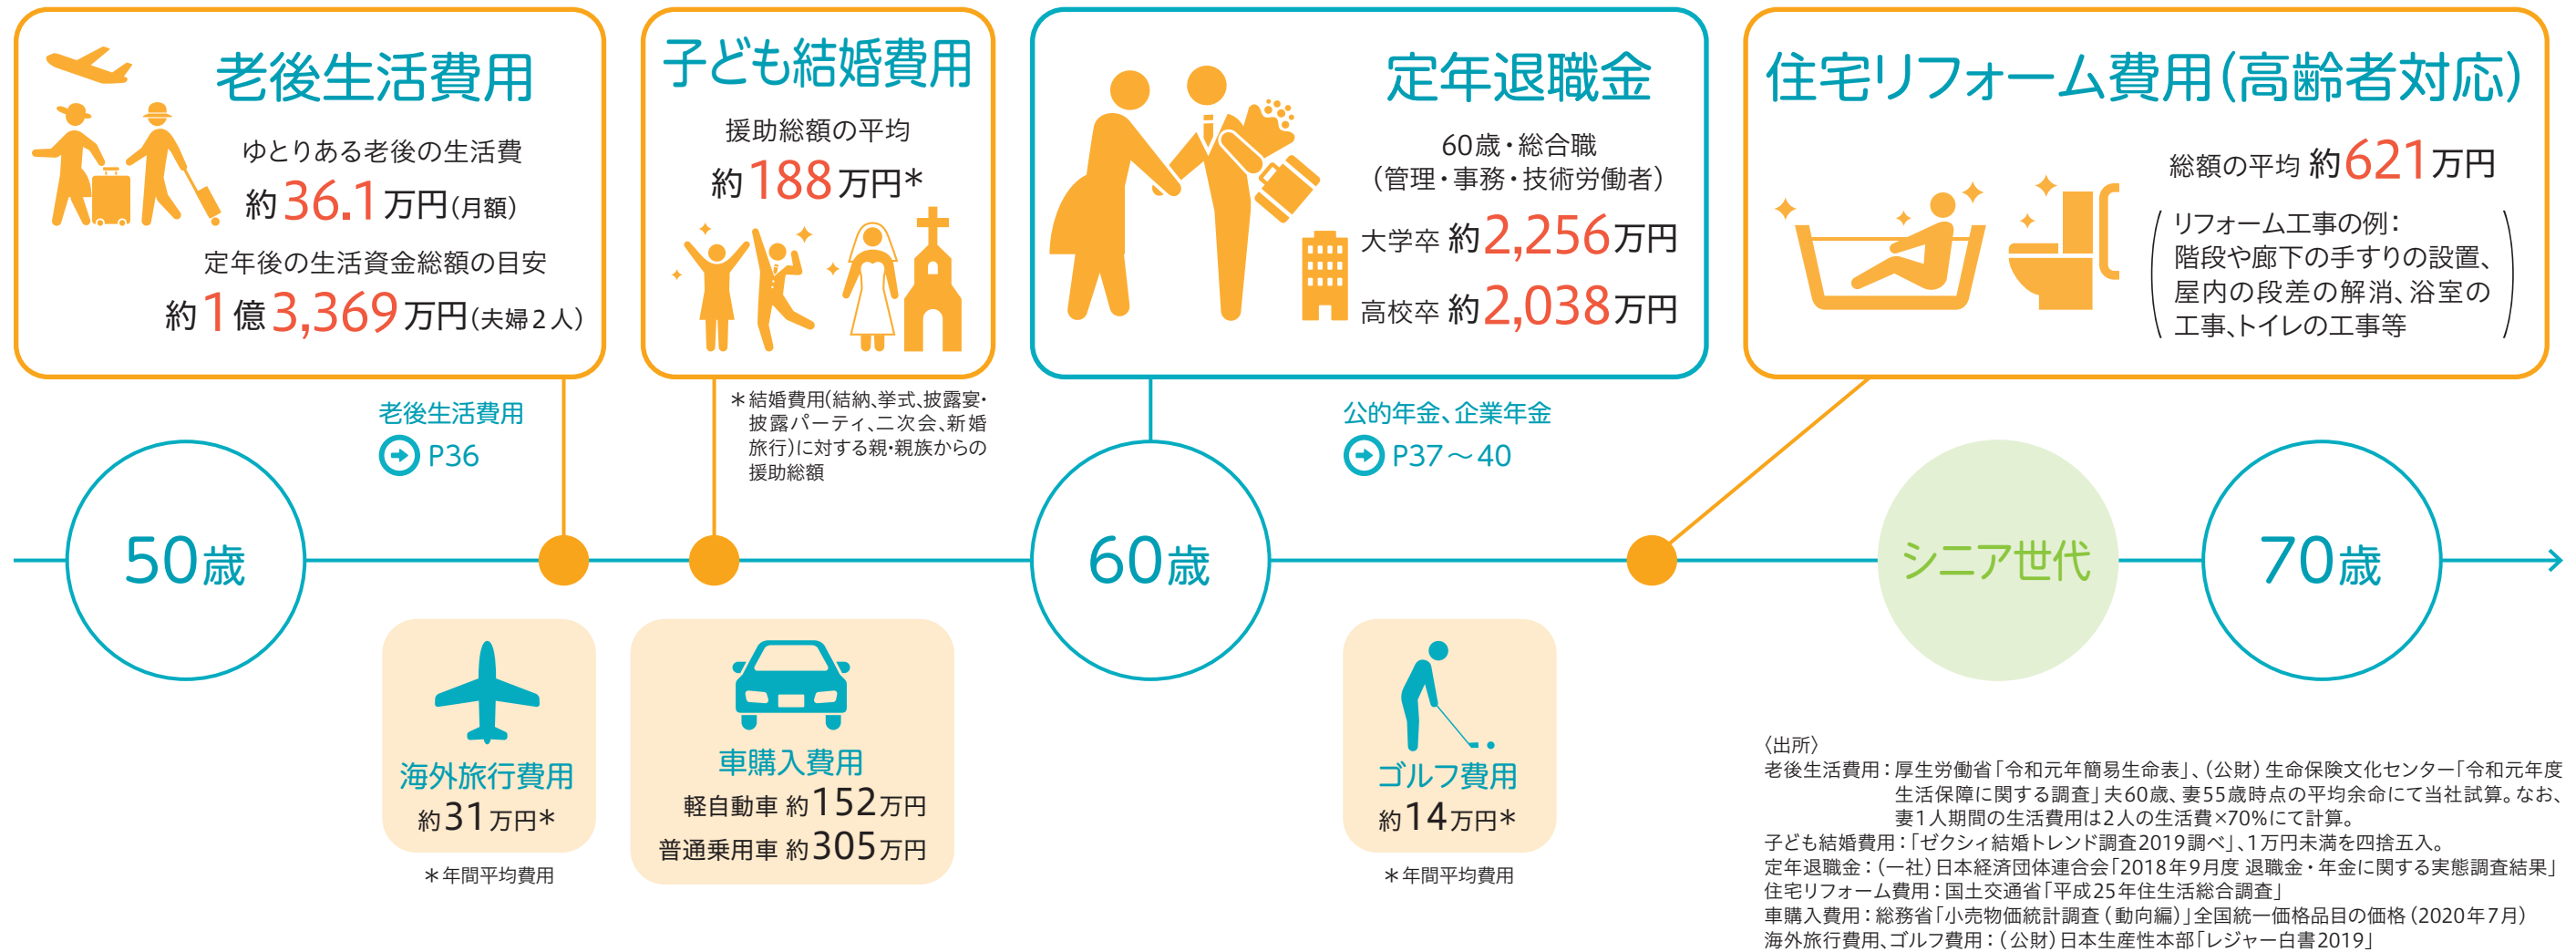 老後生活費用
ゆとりある老後の生活費
約36.1万円(月額)
定年後の生活資金総額の目安
約1億3,369万円(夫婦2人)
子ども結婚費用
援助総額の平均
約188万円*
定年退職金
60歳・総合職
(管理・事務・技術労働者)
大学卒 約2,256万円
高校卒 約2,038万円
住宅リフォーム費用(高齢者対応)
総額の平均 約621万円
リフォーム工事の例：
階段や廊下の手すりの設置、
屋内の段差の解消、浴室の
工事、トイレの工事等
老後生活費用
P36
*結婚費用(結納、挙式、披露宴・
披露パーティ、二次会、新婚
旅行)に対する親・親族からの
援助総額
公的年金、企業年金
P37～40
50歳
60歳
シニア世代
70歳
海外旅行費用
約31万円*
*年間平均費用
車購入費用
軽自動車 約152万円
普通乗用車 約305万円
ゴルフ費用
約14万円*
*年間平均費用
〈出所〉
老後生活費用：厚生労働省「令和元年簡易生命表」、(公財)生命保険文化センター「令和元年度
生活保障に関する調査」夫60歳、妻55歳時点の平均余命にて当社試算。なお、
妻1人期間の生活費用は2人の生活費×70%にて計算。
子ども結婚費用：「ゼクシィ結婚トレンド調査2019調べ」、1万円未満を四捨五入。
定年退職金：(一社)日本経済団体連合会「2018年9月度 退職金・年金に関する実態調査結果」
住宅リフォーム費用：国土交通省「平成25年住生活総合調査」
車購入費用：総務省「小売物価統計調査(動向編)」全国統一価格品目の価格(2020年7月)
海外旅行費用、ゴルフ費用：(公財)日本生産性本部「レジャー白書2019」